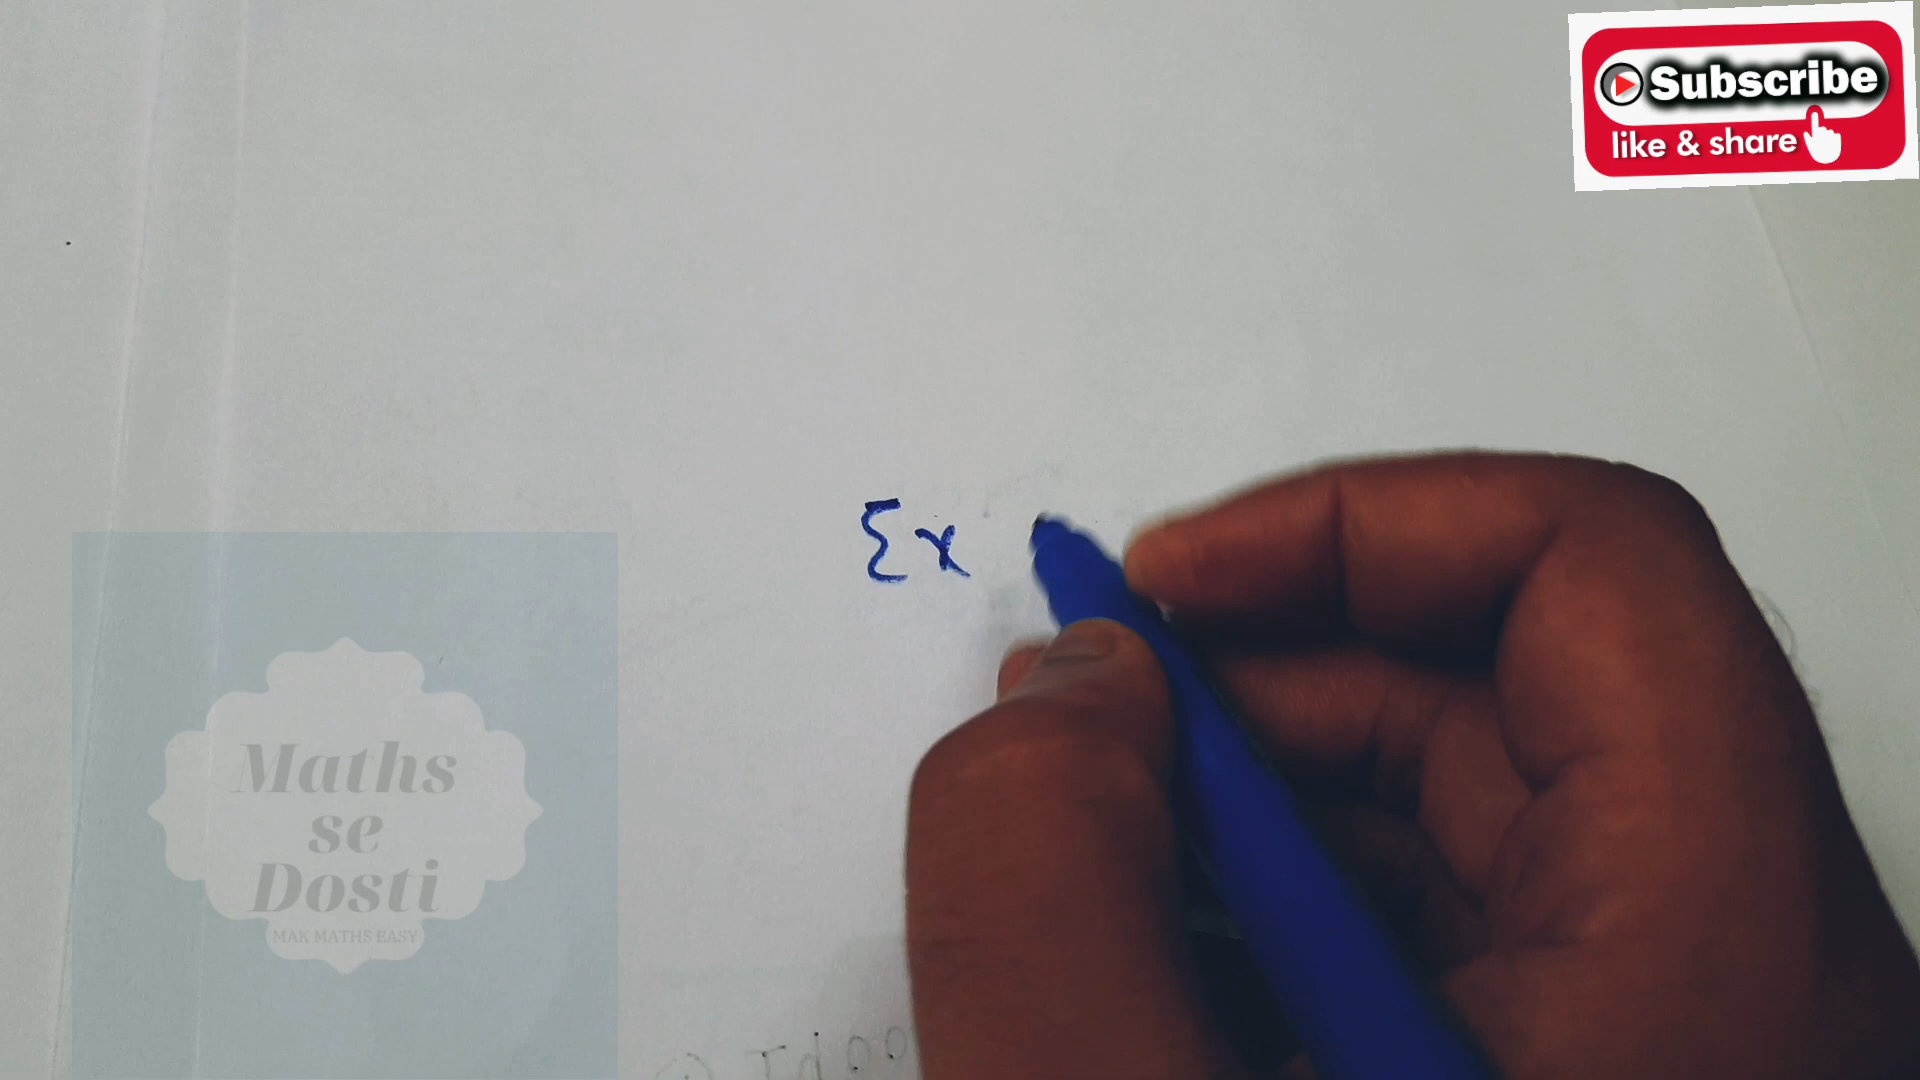 Subscribe
like & share
Σx
Maths
se
Dosti
MAK MATHS EASY